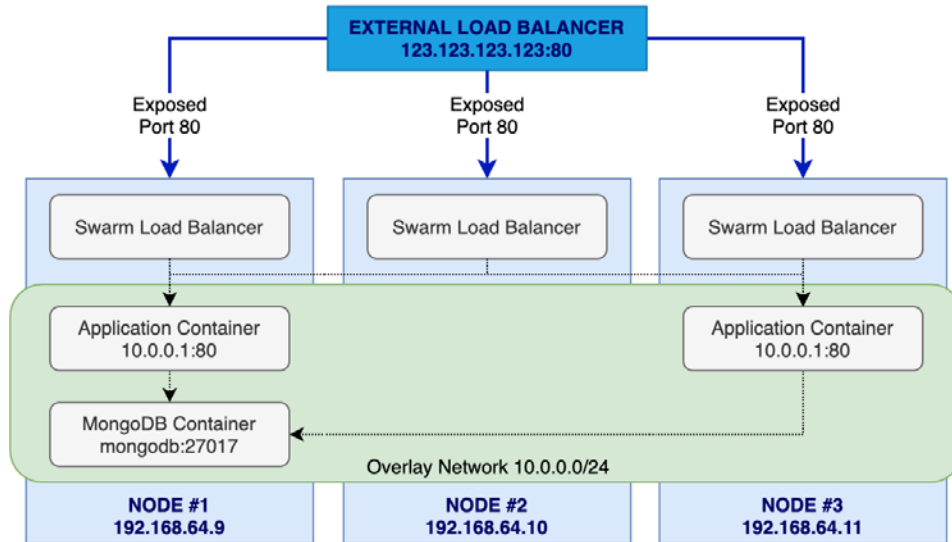 EXTERNAL LOAD BALANCER
123.123.123.123:80
Exposed
Port 80
Exposed
Port 80
Exposed
Port 80
Swarm Load Balancer
Swarm Load Balancer
Swarm Load Balancer
Application Container
10.0.0.1:80
Application Container
10.0.0.1:80
MongoDB Container
mongodb:27017
Overlay Network 10.0.0.0/24
NODE #1
192.168.64.9
NODE #2
192.168.64.10
NODE #3
192.168.64.11